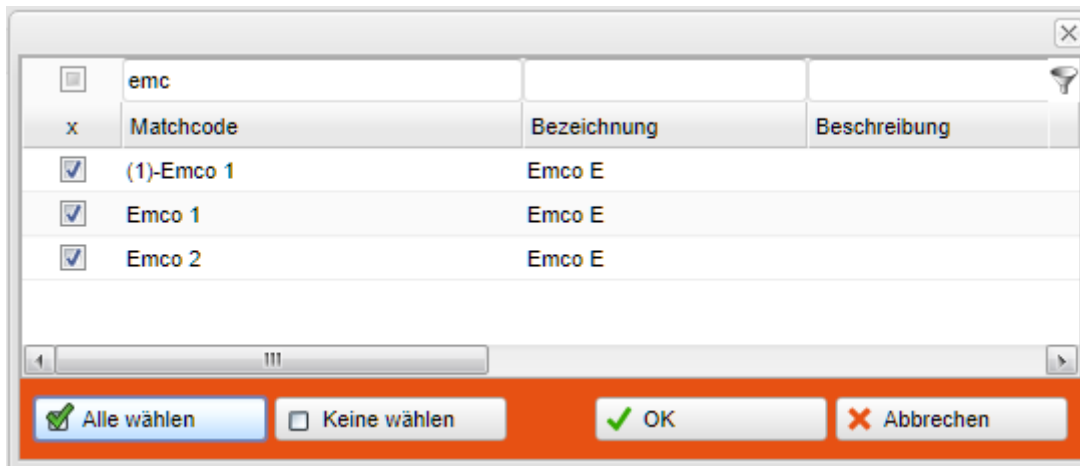 emc
x Matchcode Bezeichnung Beschreibung
(1)-Emco 1 Emco E
Emco 1 Emco E
Emco 2 Emco E
Alle wählen Keine wählen OK Abbrechen